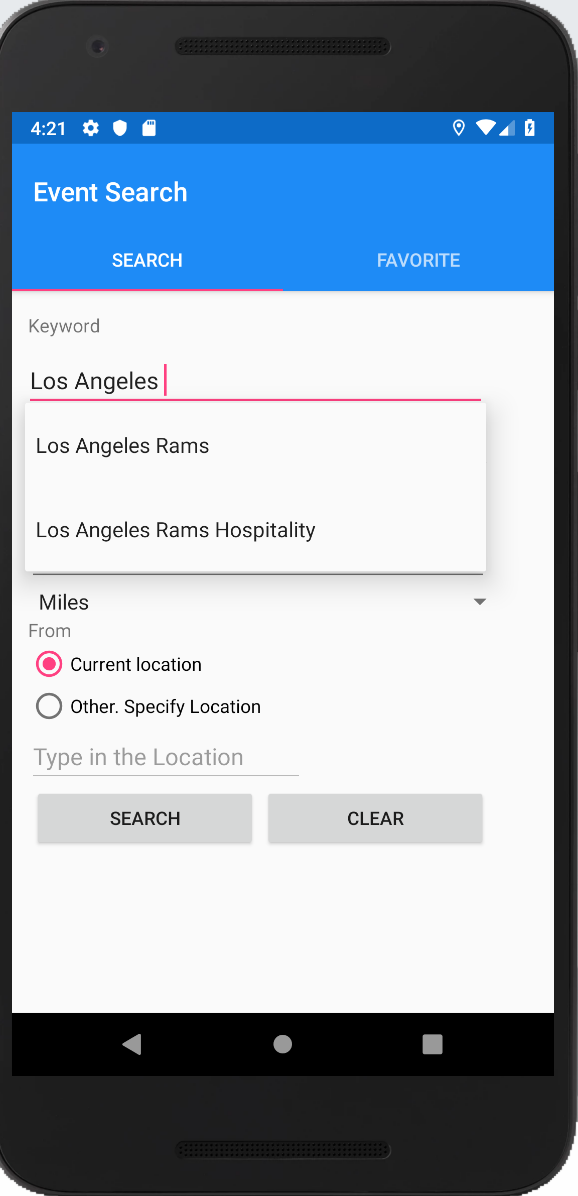 4:21
Event Search
SEARCH FAVORITE
Keyword
Los Angeles
Los Angeles Rams
Los Angeles Rams Hospitality
Miles
From
Current location
Other. Specify Location
Type in the Location
SEARCH CLEAR